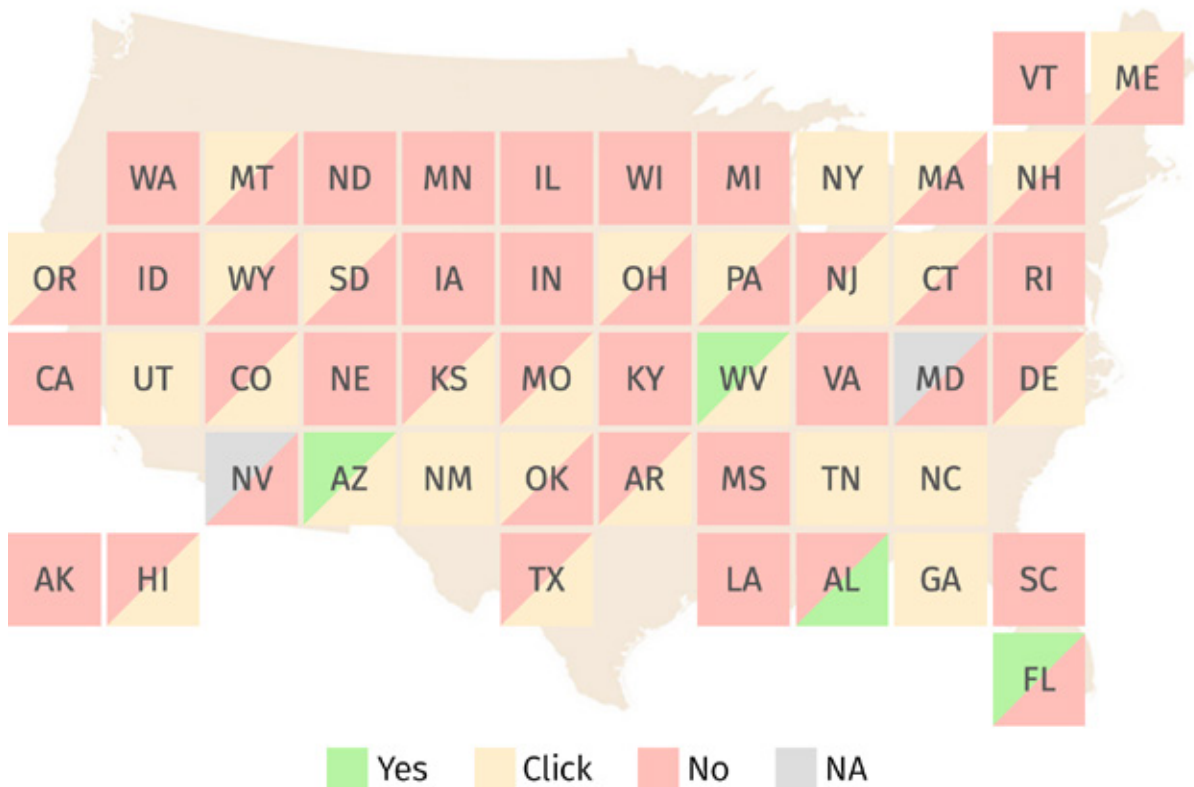 VT ME
WA MT ND MN IL WI MI NY MA NH
OR ID WY SD IA IN OH PA NJ CT RI
CA UT CO NE KS MO KY WV VA MD DE
NV AZ NM OK AR MS TN NC
AK HI TX LA AL GA SC
FL
Yes Click No NA